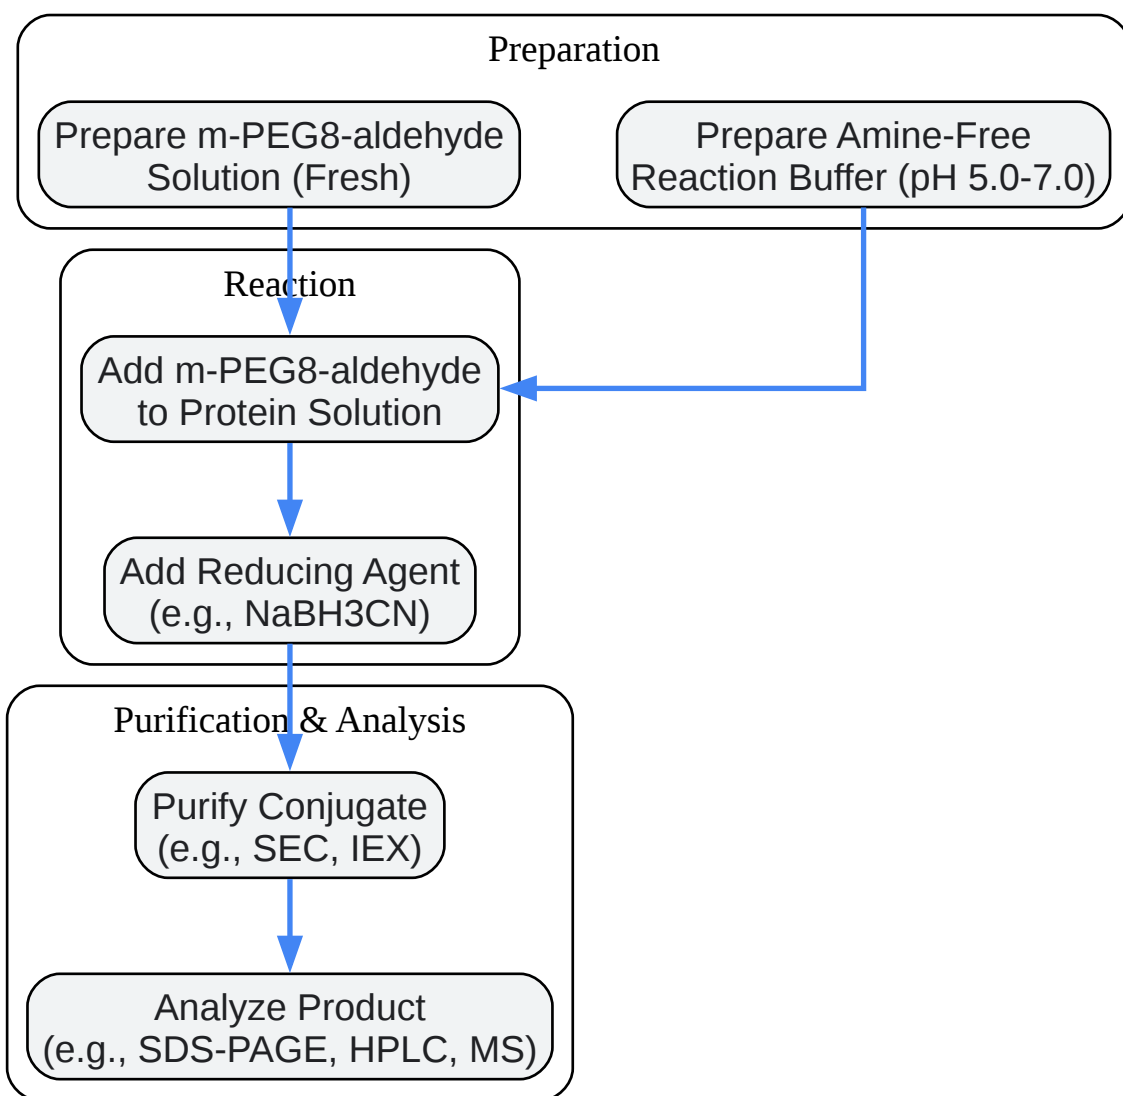 Preparation
Prepare m-PEG8-aldehyde
Solution (Fresh)
Prepare Amine-Free
Reaction Buffer (pH 5.0-7.0)
Reaction
Add m-PEG8-aldehyde
to Protein Solution
Add Reducing Agent
(e.g., NaBH3CN)
Purification & Analysis
Purify Conjugate
(e.g., SEC, IEX)
Analyze Product
(e.g., SDS-PAGE, HPLC, MS)